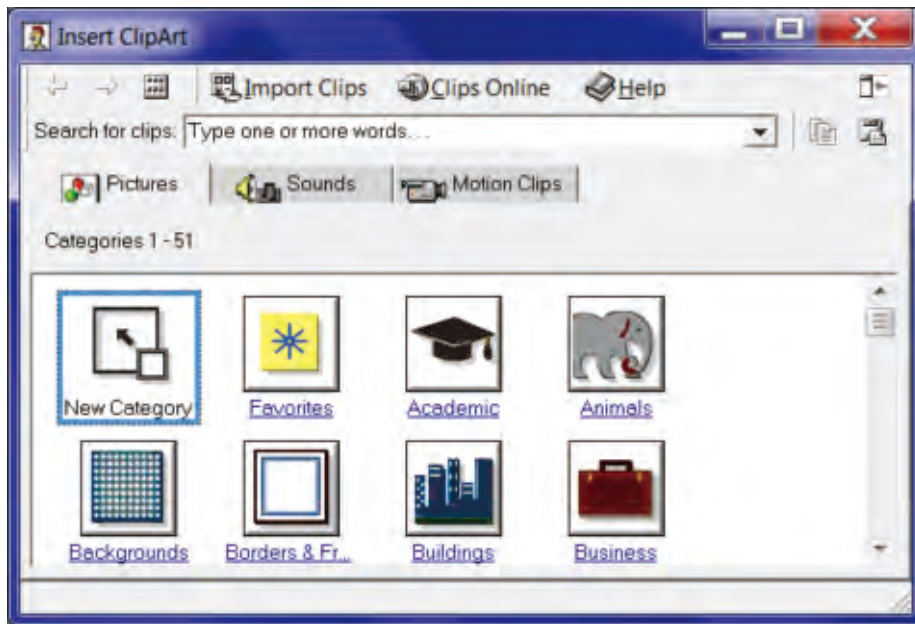 Insert ClipArt
Import Clips Clips Online Help
Search for clips: Type one or more words. . .
Pictures Sounds Motion Clips
Categories 1 - 51
New Category Favorites Academic Animals
Backgrounds Borders & Fr... Buildings Business